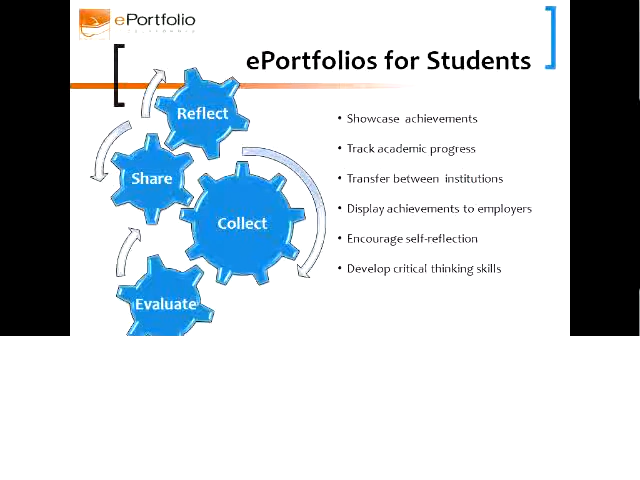 ePortfolio
ePortfolios for Students
Reflect
Share
Collect
Evaluate
• Showcase achievements
• Track academic progress
• Transfer between institutions
• Display achievements to employers
• Encourage self-reflection
• Develop critical thinking skills